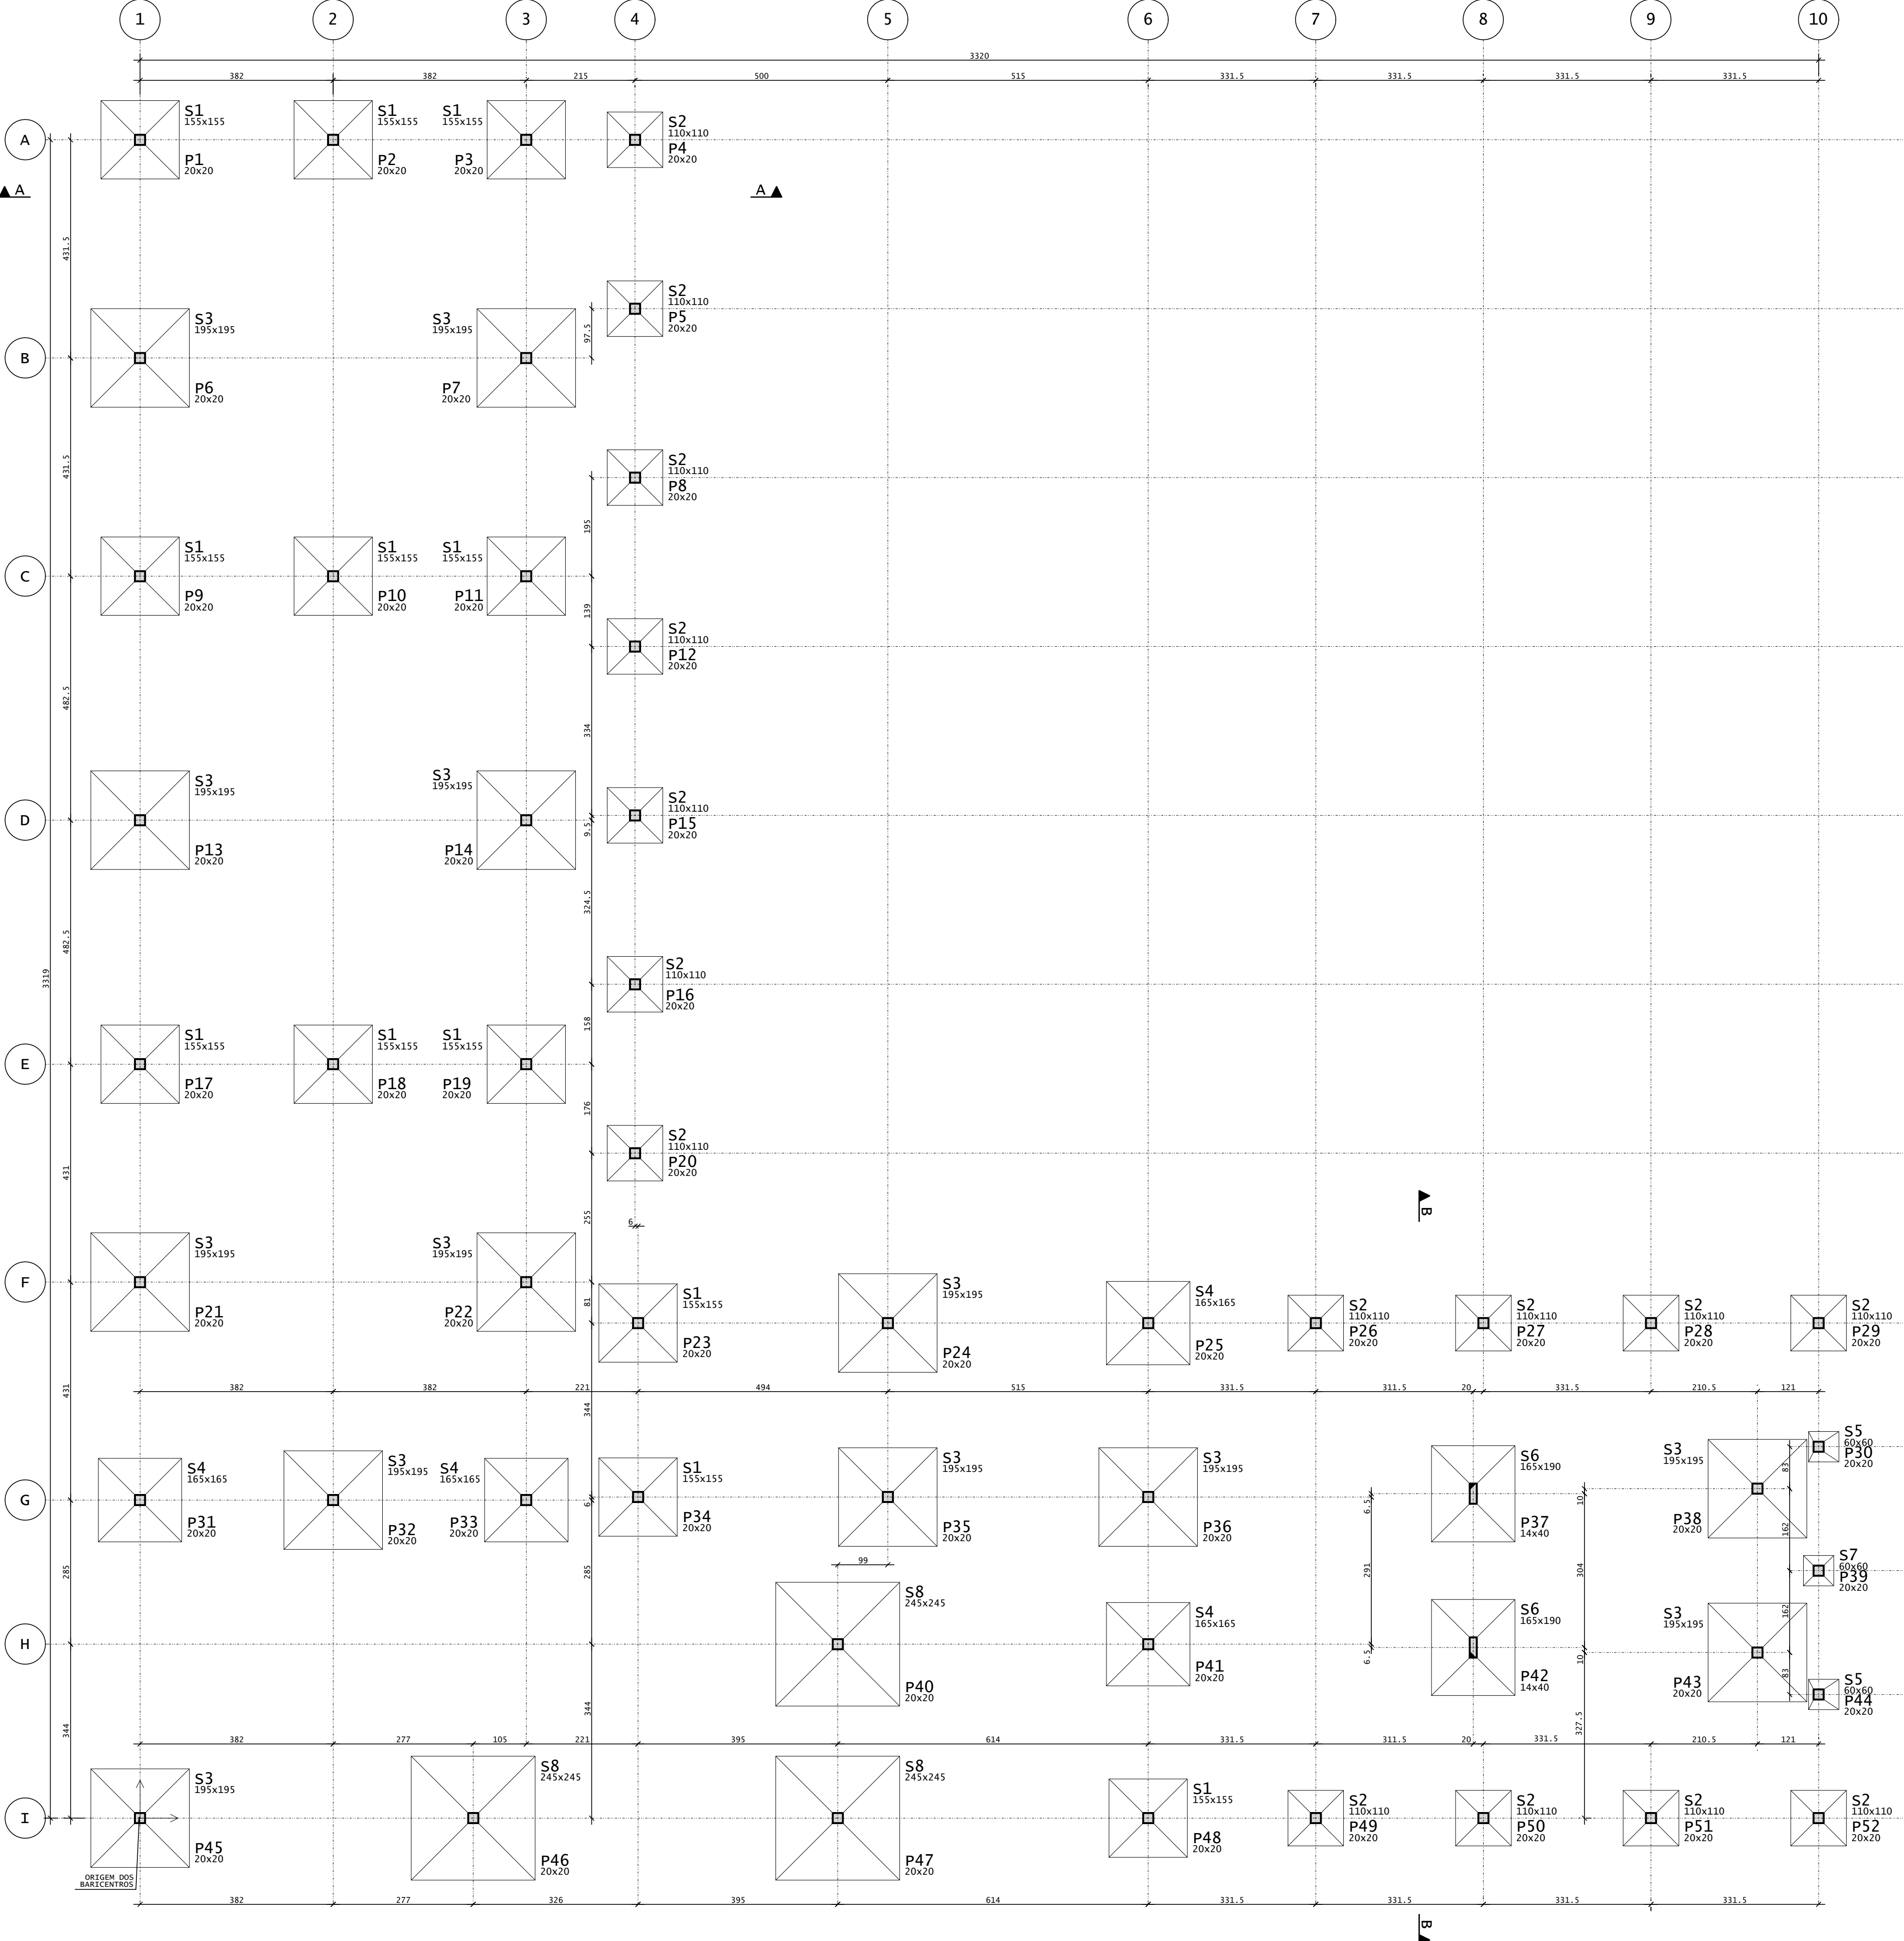 1 2 3 4 5 6 7 8 9 10
3320
382 382 215 500 515 331.5 331.5 331.5 331.5
A
S1 S1 S1 S2
155x155 155x155 155x155 110x110
P1 P2 P3 P4
20x20 20x20 20x20 20x20
A A
431.5
S2
110x110
P5
20x20
S3 S3
195x195 195x195
97.5
B
P6 P7
20x20 20x20
431.5
S2
110x110
P8
20x20
195
C
S1 S1 S1
155x155 155x155 155x155
P9 P10 P11
20x20 20x20 20x20
139
S2
110x110
P12
20x20
482.5
334
D
S3 S3 S2
195x195 195x195 110x110
P15
20x20
9.5
P13 P14
20x20 20x20
324.5
482.5
3319
S2
110x110
P16
20x20
158
E
S1 S1 S1
155x155 155x155 155x155
P17 P18 P19
20x20 20x20 20x20
176
S2
110x110
P20
20x20
431
255
6
B
F
S3 S3
195x195 195x195
P21 P22
20x20 20x20
81
S1 S3 S4 S2 S2 S2 S2
155x155 195x195 165x165 110x110 110x110 110x110 110x110
P23 P24 P25 P26 P27 P28 P29
20x20 20x20 20x20 20x20 20x20 20x20 20x20
431
382 382 221 494 515 331.5 311.5 20 331.5 210.5 121
344
S5
60x60
P30
20x20
G
S4 S3 S4 S1 S3 S3 S6 S3
165x165 195x195 165x165 155x155 195x195 195x195 165x190 195x195
83
6 6.5 10
P31 P32 P33 P34 P35 P36 P37 P38
20x20 20x20 20x20 20x20 20x20 20x20 14x40 20x20
162
285 285 99 291 304
S7
60x60
P39
20x20
H
S8 S4 S6 S3
245x245 165x165 165x190 195x195
162
6.5 10
P40 P41 P42 P43
20x20 20x20 14x40 20x20
83
S5
60x60
P44
20x20
344 344 327.5
382 277 105 221 395 614 331.5 311.5 20 331.5 210.5 121
I
S3 S8 S8 S1 S2 S2 S2 S2
195x195 245x245 245x245 155x155 110x110 110x110 110x110 110x110
P45 P46 P47 P48 P49 P50 P51 P52
20x20 20x20 20x20 20x20 20x20 20x20 20x20 20x20
ORIGEM DOS
BARICENTROS
382 277 326 395 614 331.5 331.5 331.5 331.5
B